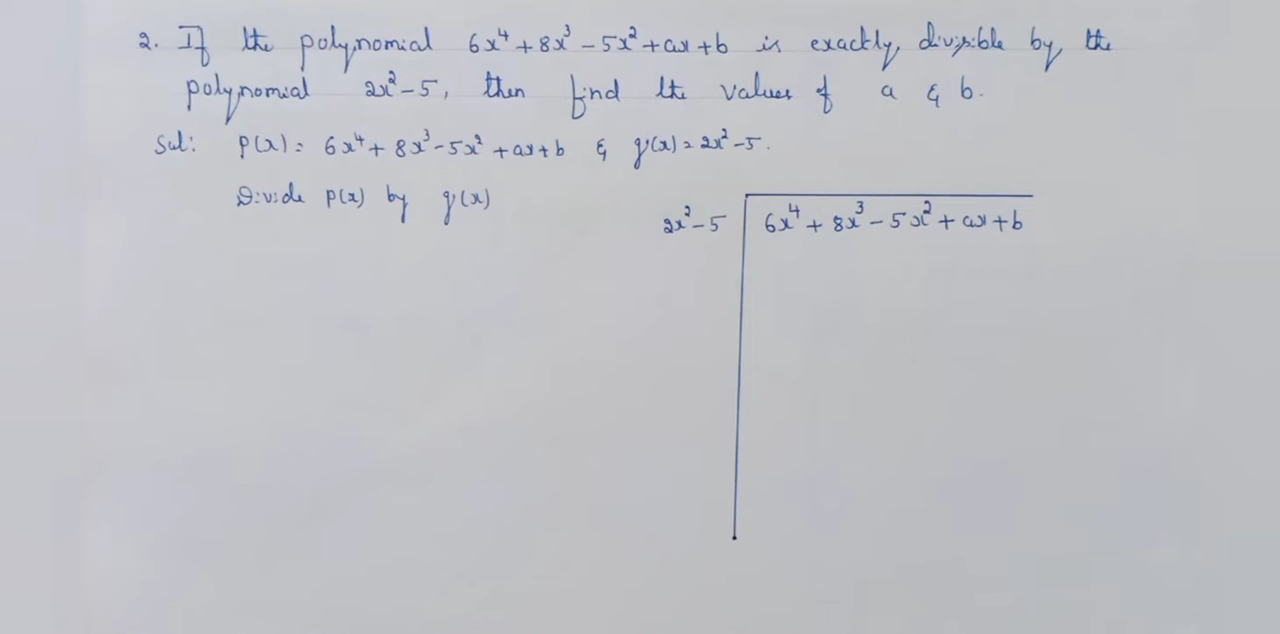 2. If the polynomial 6x⁴ + 8x³ - 5x² + ax + b is exactly divisible by the
polynomial 2x² - 5, then find the values of a & b.
Sol: P(x) = 6x⁴ + 8x³ - 5x² + ax + b & g(x) = 2x² - 5.
Divide P(x) by g(x)
2x² - 5 6x⁴ + 8x³ - 5x² + ax + b